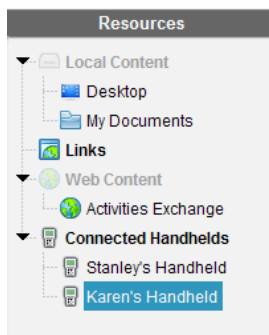 Resources
Local Content
Desktop
My Documents
Links
Web Content
Activities Exchange
Connected Handhelds
Stanley's Handheld
Karen's Handheld